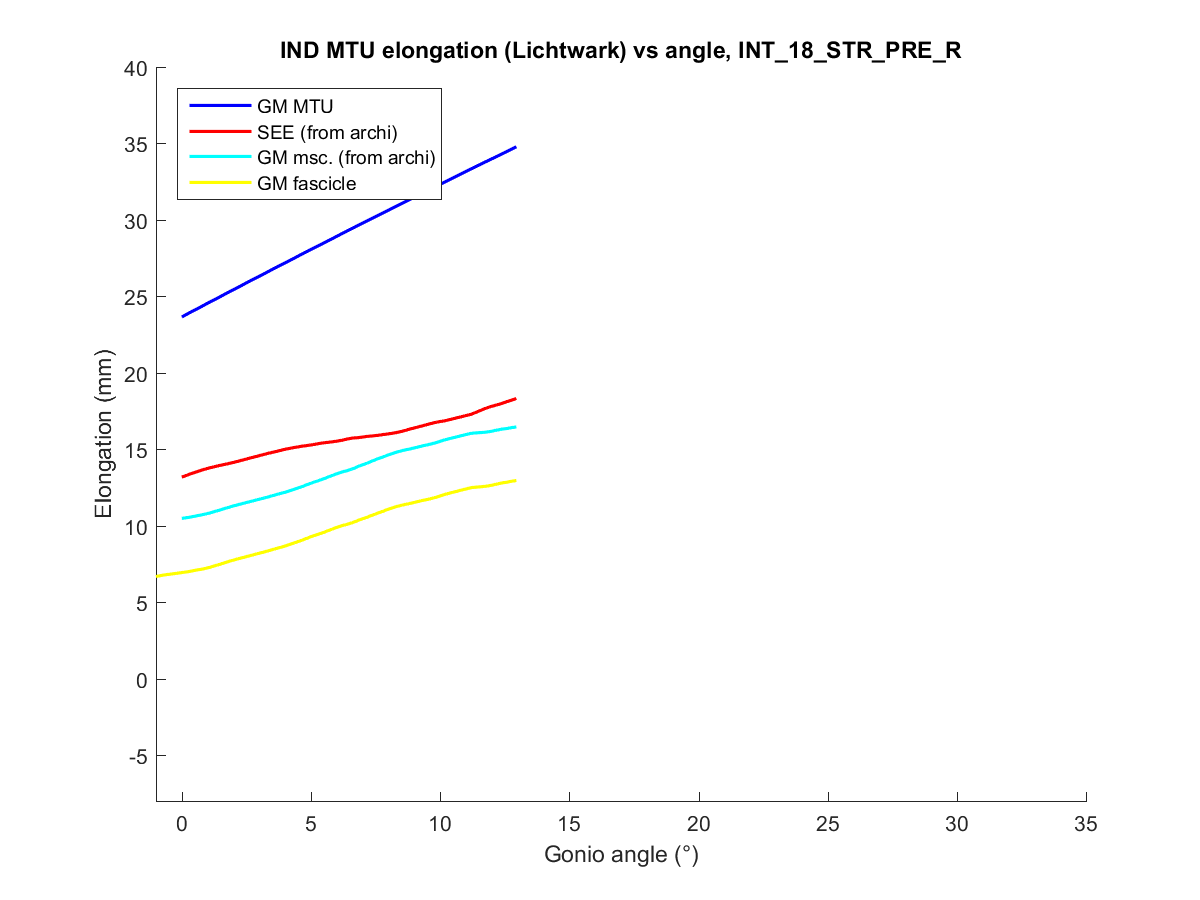 IND MTU elongation (Lichtwark) vs angle, INT_18_STR_PRE_R
40
35
30
25
20
15
10
5
0
-5
Elongation (mm)
GM MTU
SEE (from archi)
GM msc. (from archi)
GM fascicle
0 5 10 15 20 25 30 35
Gonio angle (°)